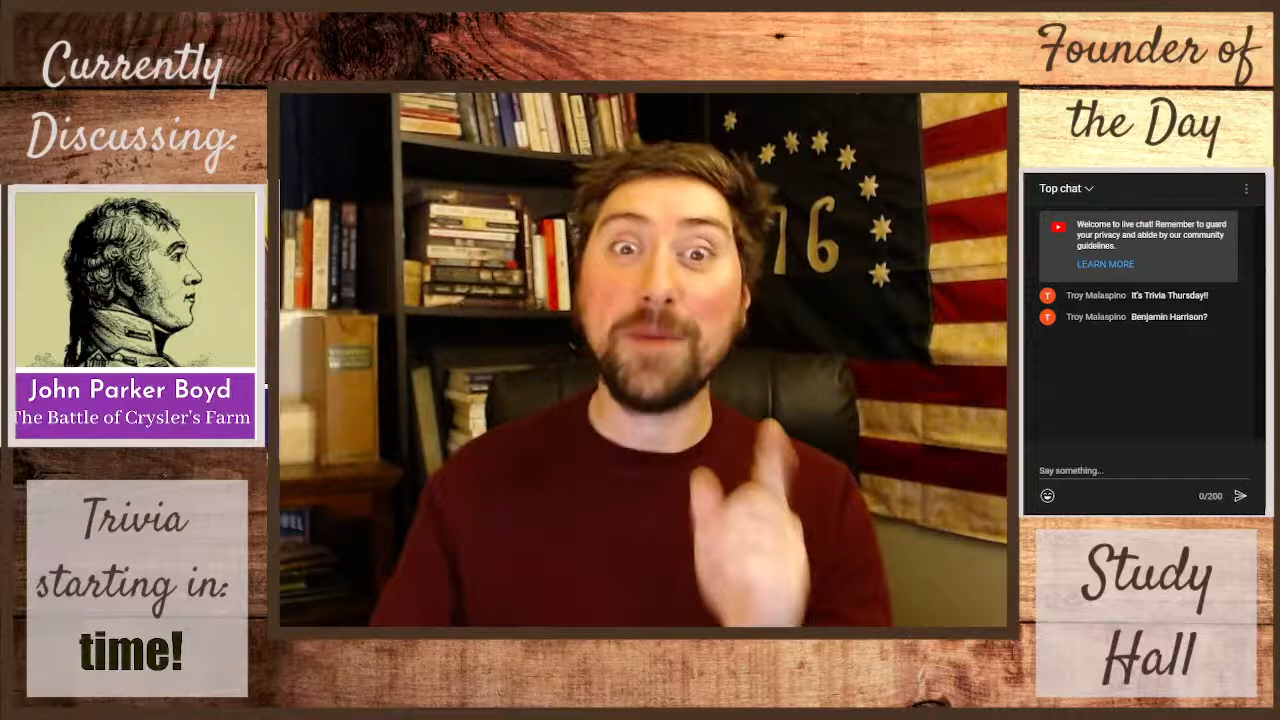 Currently
Discussing:
John Parker Boyd
The Battle of Crysler's Farm
Trivia
starting in:
time!
76
Founder of
the Day
Top chat
Welcome to live chat! Remember to guard
your privacy and abide by our community
guidelines.
LEARN MORE
T Troy Malaspino It's Trivia Thursday!!
T Troy Malaspino Benjamin Harrison?
Say something...
0/200
Study
Hall